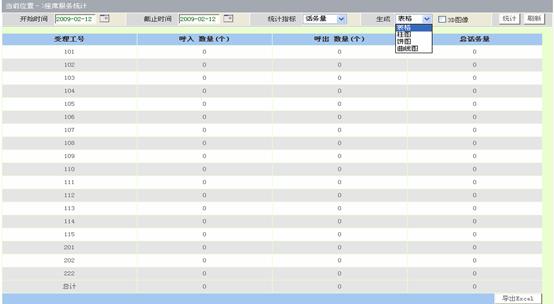 当前位置 - >座席服务统计
开始时间 2009-02-12 截止时间 2009-02-12 统计指标 话务量 生成 表格 3D图像 统计 刷新
表格
柱图
饼图
曲线图
受理工号 呼入 数量(个) 呼出 数量(个) 总话务量
101 0 0 0
102 0 0 0
103 0 0 0
104 0 0 0
105 0 0 0
106 0 0 0
107 0 0 0
108 0 0 0
109 0 0 0
110 0 0 0
111 0 0 0
112 0 0 0
113 0 0 0
114 0 0 0
115 0 0 0
201 0 0 0
202 0 0 0
222 0 0 0
总计 0 0 0
导出Excel